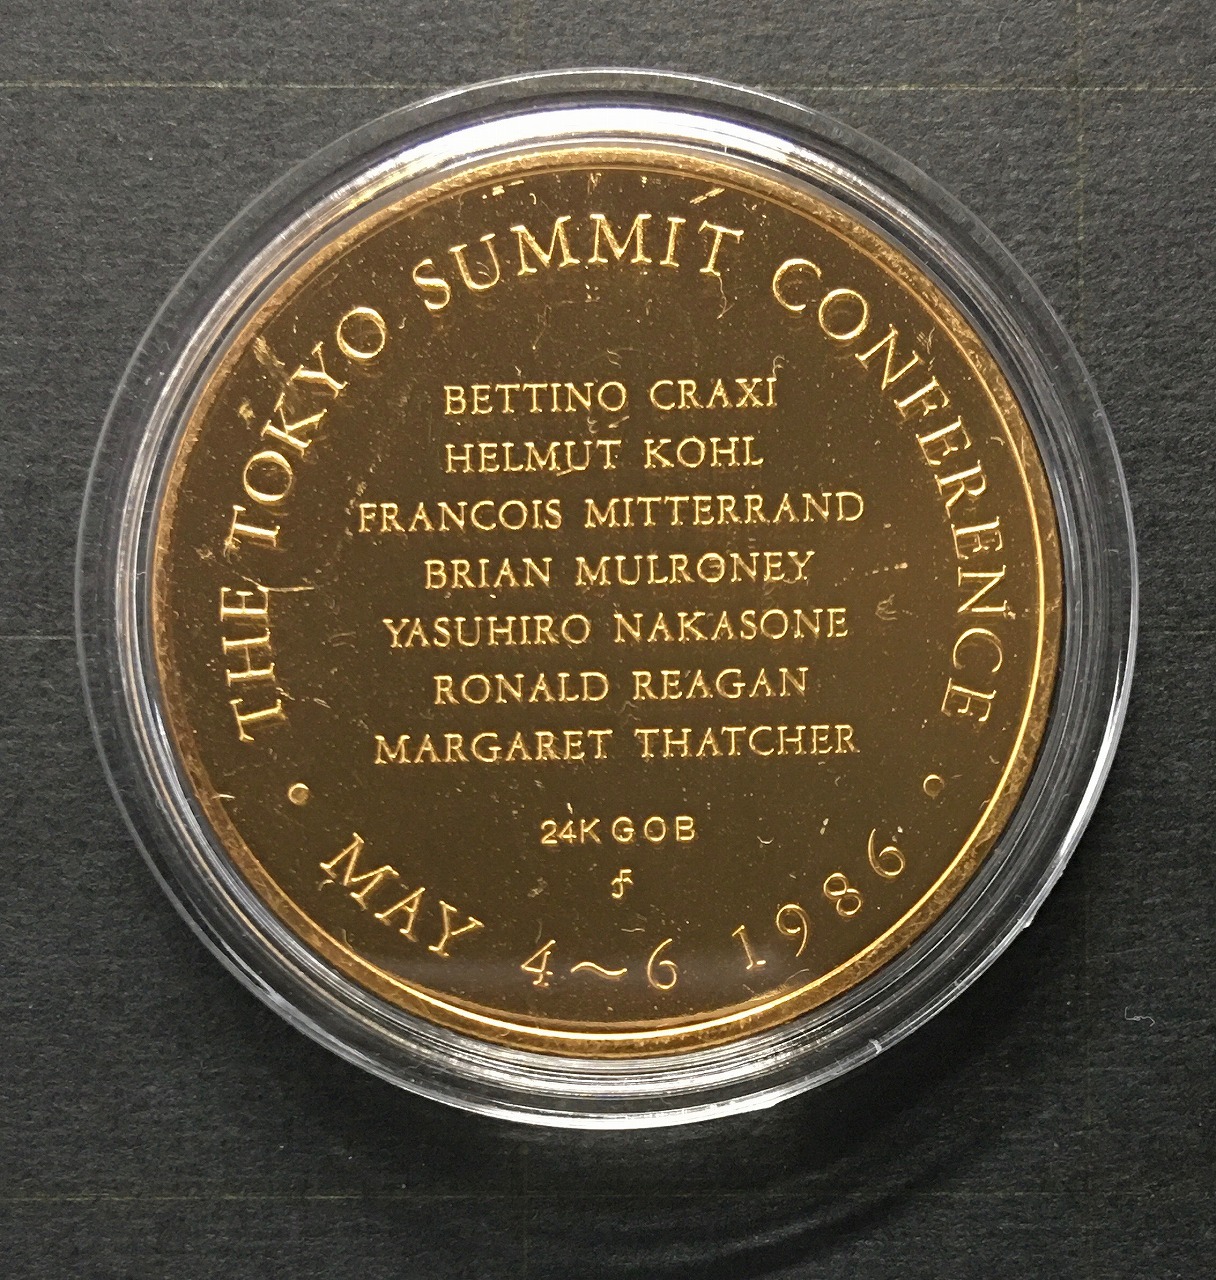 THE TOKYO SUMMIT CONFERENCE
BETTINO CRAXI
HELMUT KOHL
FRANCOIS MITTERRAND
BRIAN MULRONEY
YASUHIRO NAKASONE
RONALD REAGAN
MARGARET THATCHER
24K G O B
MAY 4~6 1986